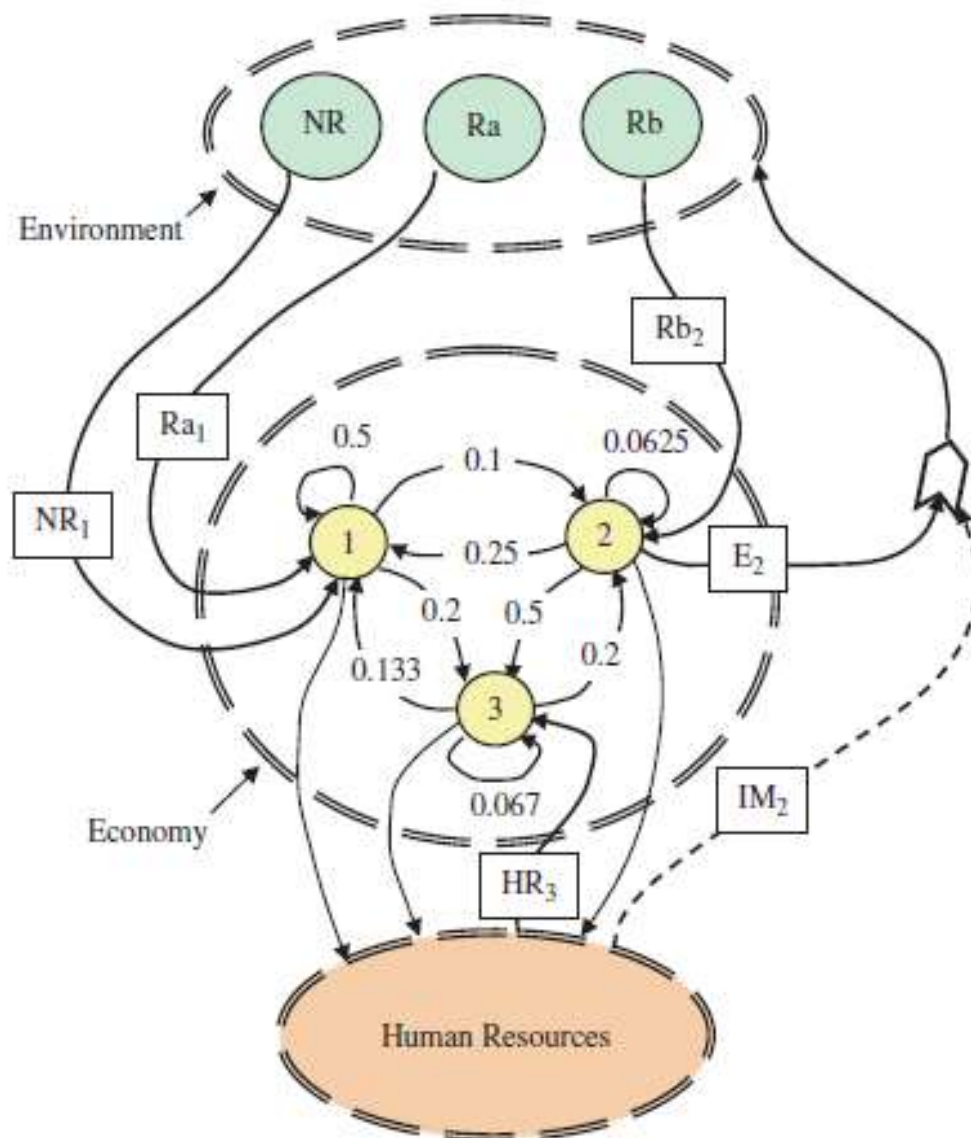 NR
Ra
Rb
Environment
Rb₂
Ra₁
0.5
0.0625
0.1
NR₁
1
2
0.25
E₂
0.2
0.5
0.133
0.2
3
0.067
IM₂
Economy
HR₃
Human Resources